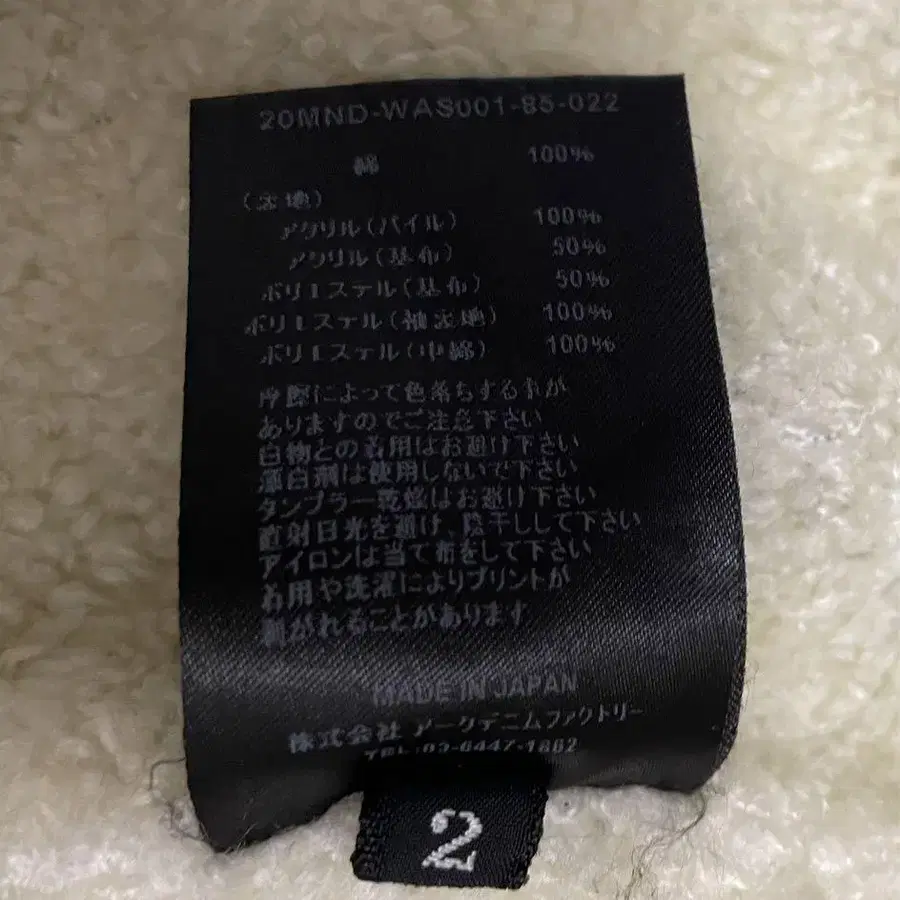 20MND-WAS001-85-022
綿 100%
(裏地)
アクリル(パイル) 100%
アクリル(基布) 50%
ポリエステル(基布) 50%
ポリエステル(袖裏地) 100%
ポリエステル(中綿) 100%
摩擦によって色落ちする事が
ありますのでご注意下さい
白物との着用はお避け下さい
漂白剤は使用しないで下さい
タンブラー乾燥はお避け下さい
直射日光を避け、陰干しして下さい
アイロンは当て布をして下さい
着用や洗濯によりプリントが
剥がれることがあります
MADE IN JAPAN
株式会社 アークデニムファクトリー
TEL:03-6447-1862
2